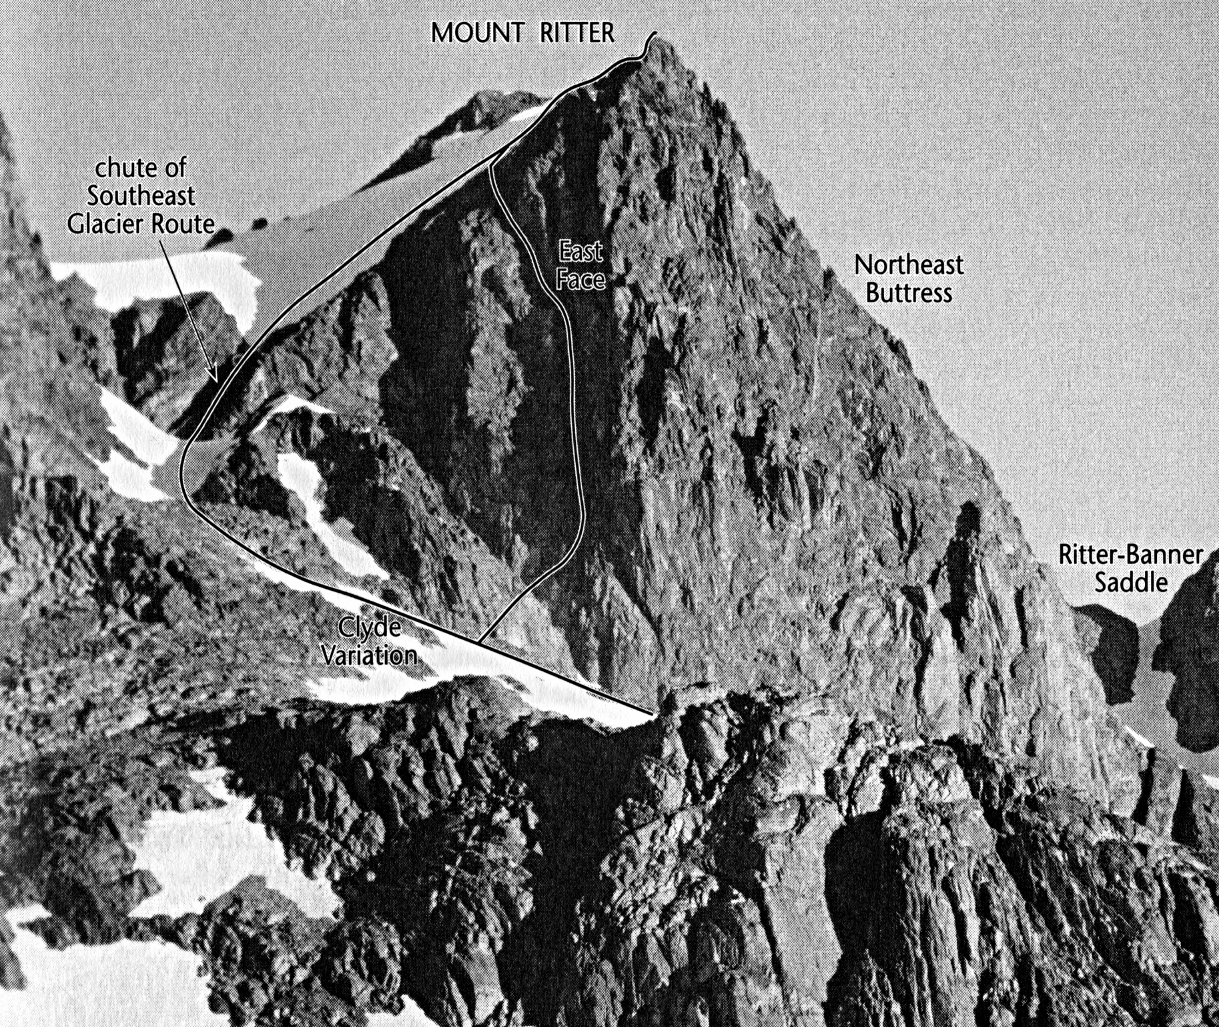 MOUNT RITTER
chute of
Southeast
Glacier Route
East
Face
Northeast
Buttress
Ritter-Banner
Saddle
Clyde
Variation